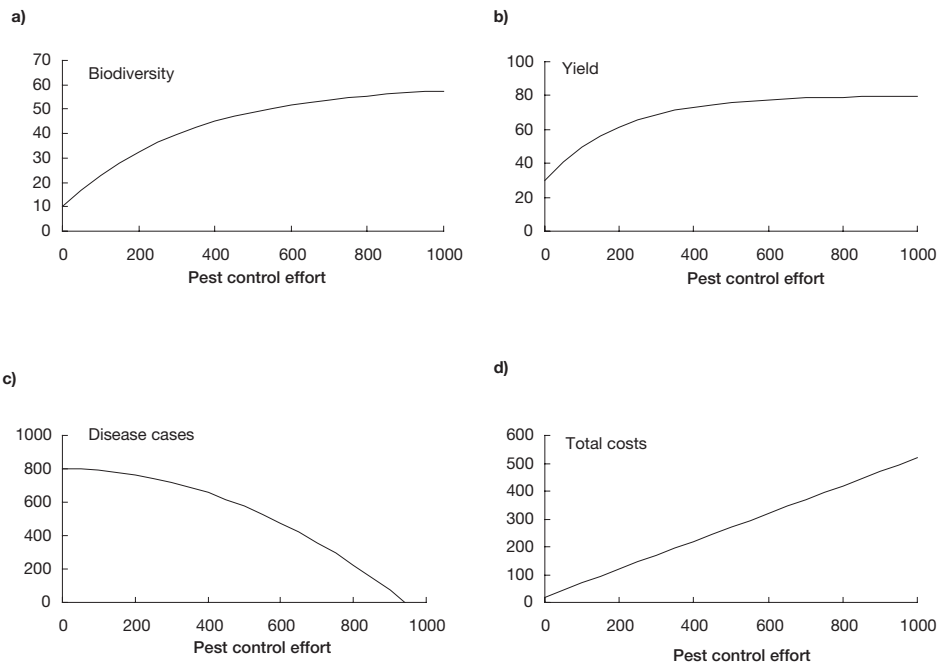 a)
Biodiversity
70
60
50
40
30
20
10
0
0 200 400 600 800 1000
Pest control effort
b)
Yield
100
80
60
40
20
0
0 200 400 600 800 1000
Pest control effort
c)
Disease cases
1000
800
600
400
200
0
0 200 400 600 800 1000
Pest control effort
d)
Total costs
600
500
400
300
200
100
0
0 200 400 600 800 1000
Pest control effort